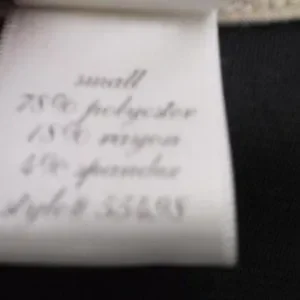 small
78% polyester
18% rayon
4% spandex
style#